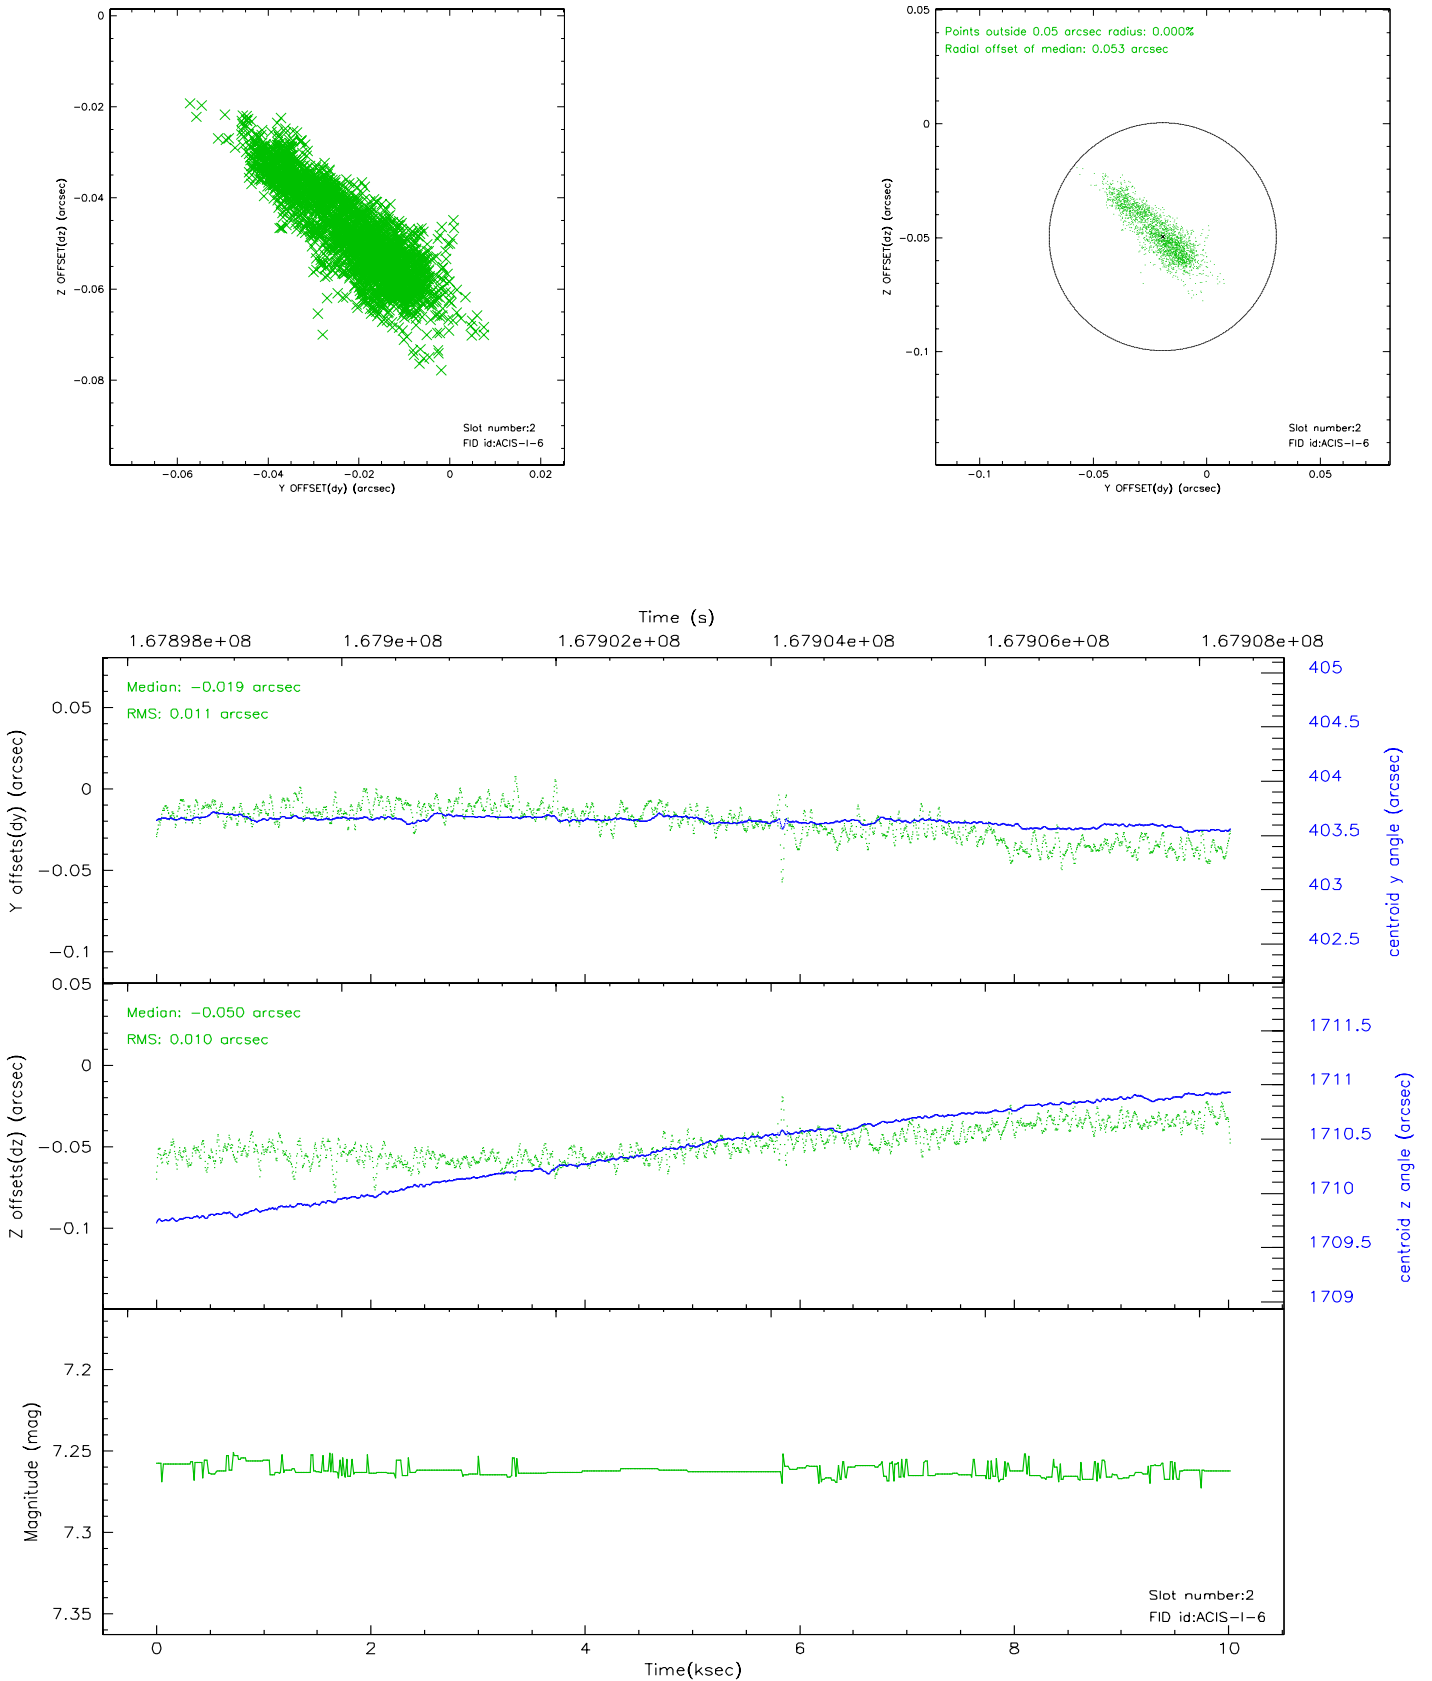 0
-0.02
-0.04
-0.06
-0.08
Z OFFSET(dz) (arcsec)
Slot number:2
FID id:ACIS-I-6
-0.06 -0.04 -0.02 0 0.02
Y OFFSET(dy) (arcsec)
0.05
0
-0.05
-0.1
Z OFFSET(dz) (arcsec)
Points outside 0.05 arcsec radius: 0.000%
Radial offset of median: 0.053 arcsec
Slot number:2
FID id:ACIS-I-6
-0.1 -0.05 0 0.05
Y OFFSET(dy) (arcsec)
Time (s)
1.67898e+08 1.679e+08 1.67902e+08 1.67904e+08 1.67906e+08 1.67908e+08
Median: -0.019 arcsec
RMS: 0.011 arcsec
0.05
0
-0.05
-0.1
Y offsets(dy) (arcsec)
405
404.5
404
403.5
403
402.5
centroid y angle (arcsec)
Median: -0.050 arcsec
RMS: 0.010 arcsec
0.05
0
-0.05
-0.1
Z offsets(dz) (arcsec)
1711.5
1711
1710.5
1710
1709.5
1709
centroid z angle (arcsec)
7.2
7.25
7.3
7.35
Magnitude (mag)
Slot number:2
FID id:ACIS-I-6
0 2 4 6 8 10
Time(ksec)